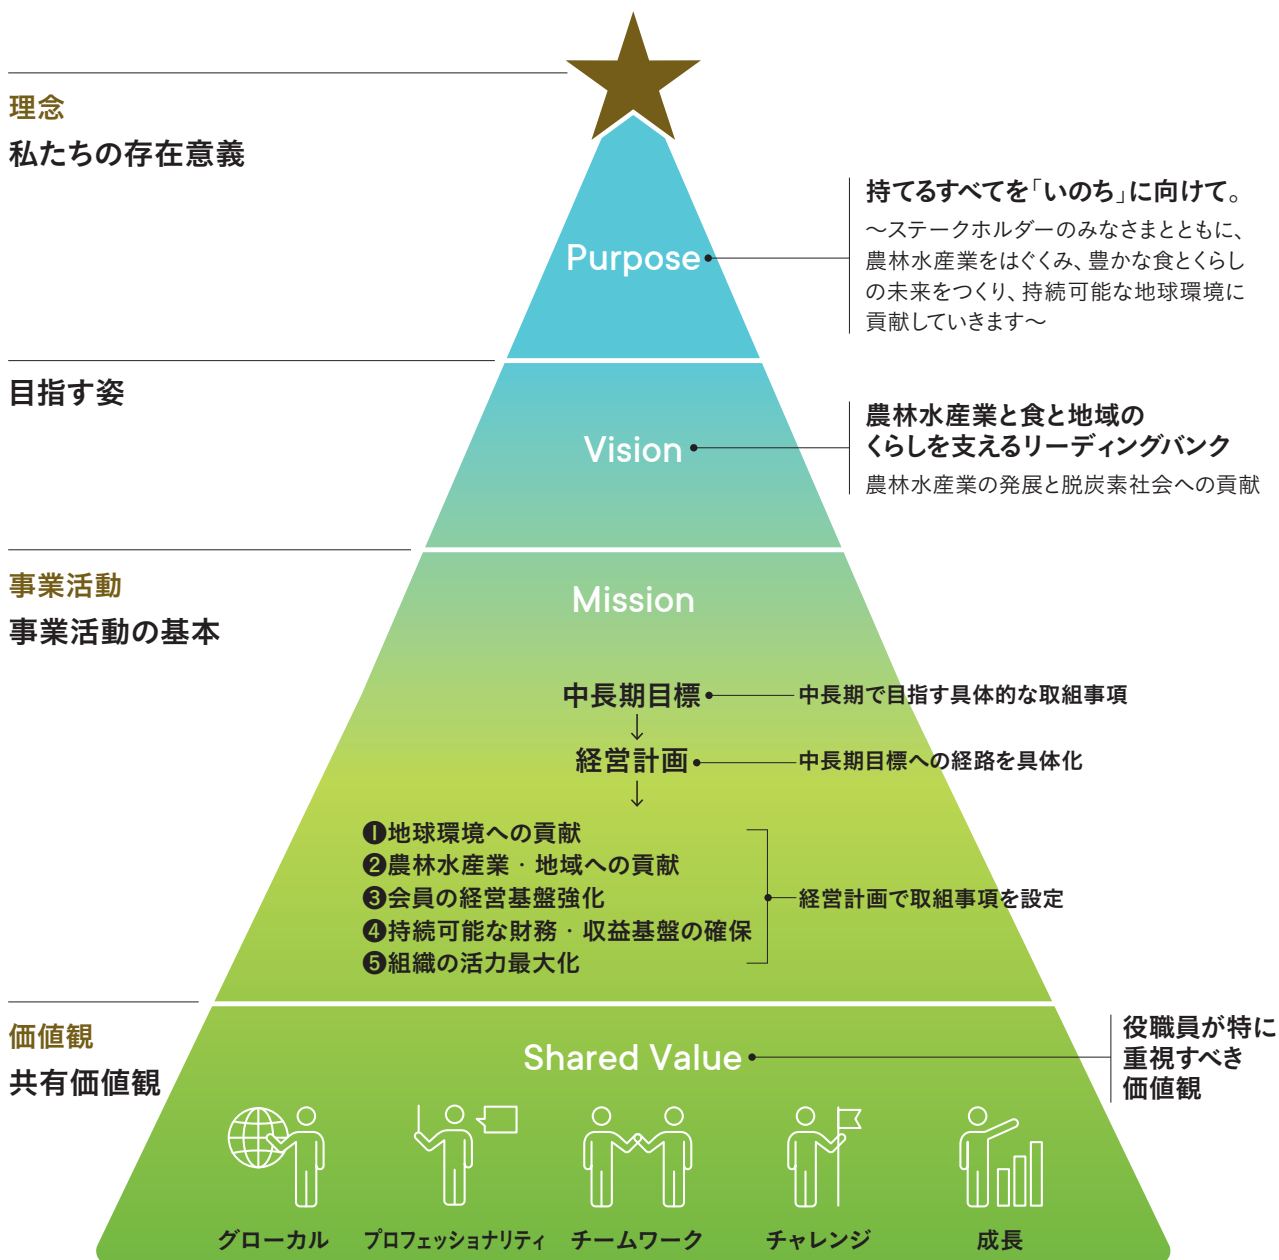 理念
私たちの存在意義
Purpose
持てるすべてを「いのち」に向けて。
～ステークホルダーのみなさまとともに、
農林水産業をはぐくみ、豊かな食とくらし
の未来をつくり、持続可能な地球環境に
貢献していきます～
目指す姿
Vision
農林水産業と食と地域の
くらしを支えるリーディングバンク
農林水産業の発展と脱炭素社会への貢献
事業活動
事業活動の基本
Mission
中長期目標
中長期で目指す具体的な取組事項
経営計画
中長期目標への経路を具体化
❶地球環境への貢献
❷農林水産業・地域への貢献
❸会員の経営基盤強化
❹持続可能な財務・収益基盤の確保
❺組織の活力最大化
経営計画で取組事項を設定
価値観
共有価値観
Shared Value
役職員が特に
重視すべき
価値観
グローカル
プロフェッショナリティ
チームワーク
チャレンジ
成長